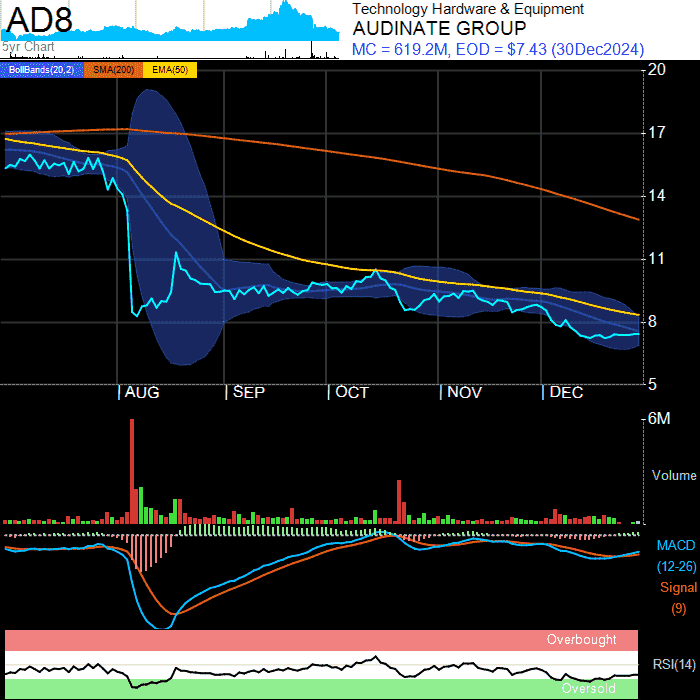 AD8
5yr Chart
Technology Hardware & Equipment
AUDINATE GROUP
MC = 619.2M, EOD = $7.43 (30Dec2024)
BollBands(20,2) SMA(200) EMA(50)
20
17
14
11
8
5
AUG SEP OCT NOV DEC
6M
Volume
MACD
(12-26)
Signal
(9)
Overbought
RSI(14)
Oversold